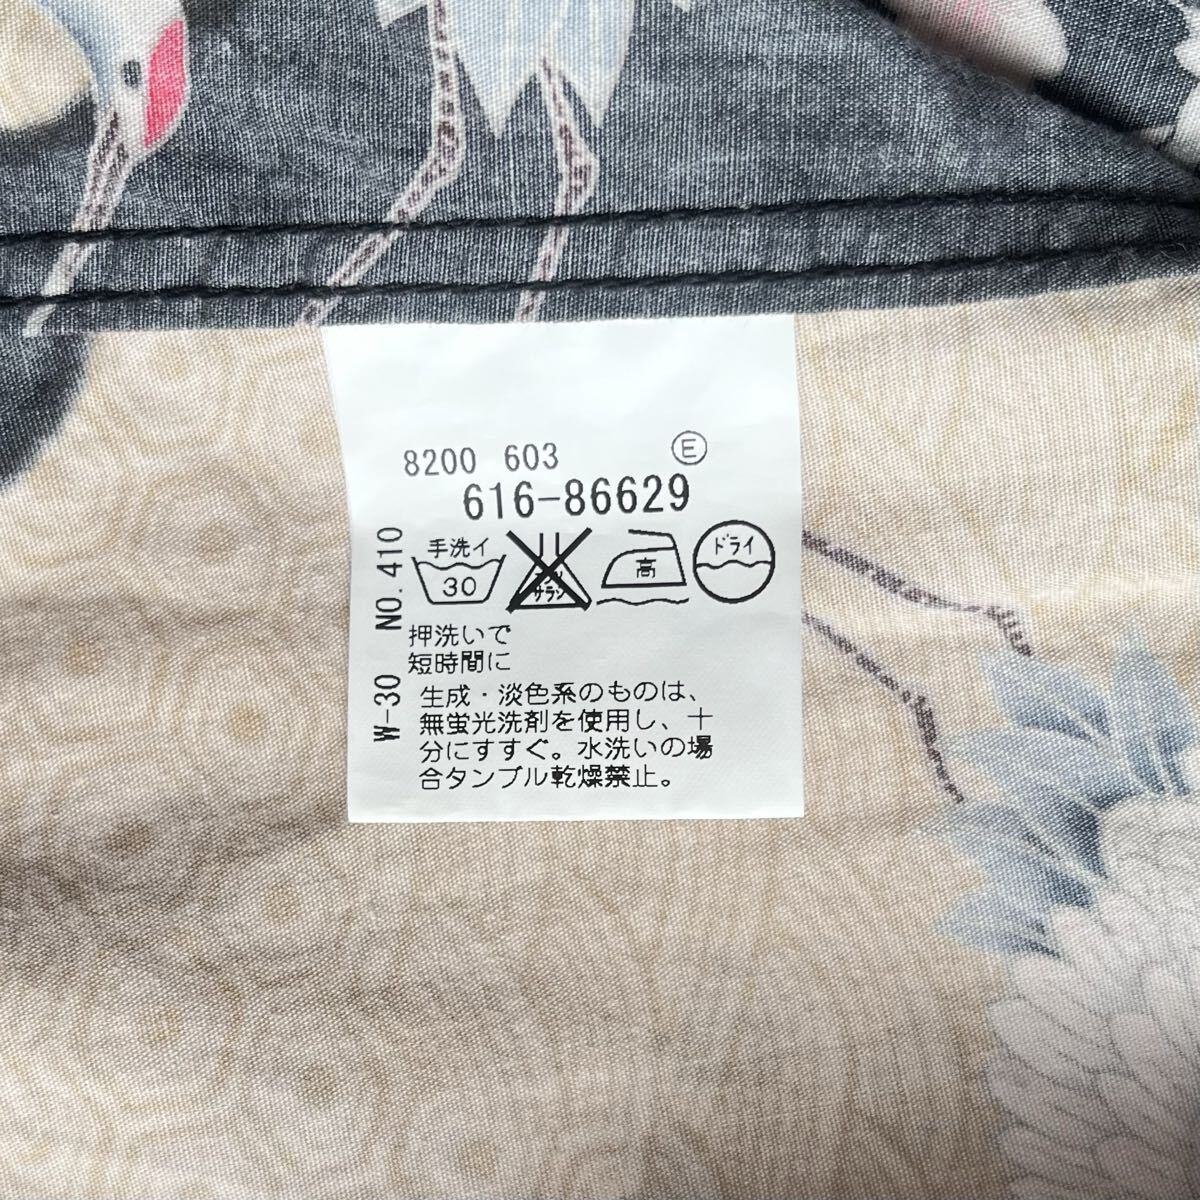 8200 603 Ⓔ
616-86629
手洗イ
30
サラシ
高
ドライ
押洗いで
短時間に
生成・淡色系のものは、
無蛍光洗剤を使用し、十
分にすすぐ。水洗いの場
合タンブル乾燥禁止。
W-30 NO.410